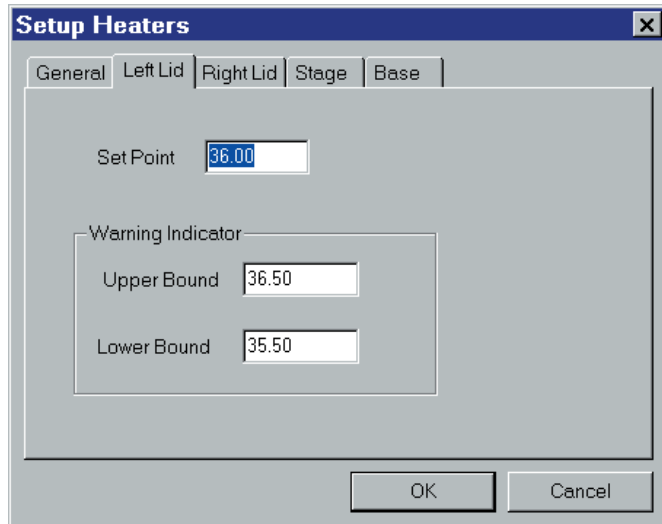 Setup Heaters
General Left Lid Right Lid Stage Base
Set Point 36.00
Warning Indicator
Upper Bound 36.50
Lower Bound 35.50
OK Cancel